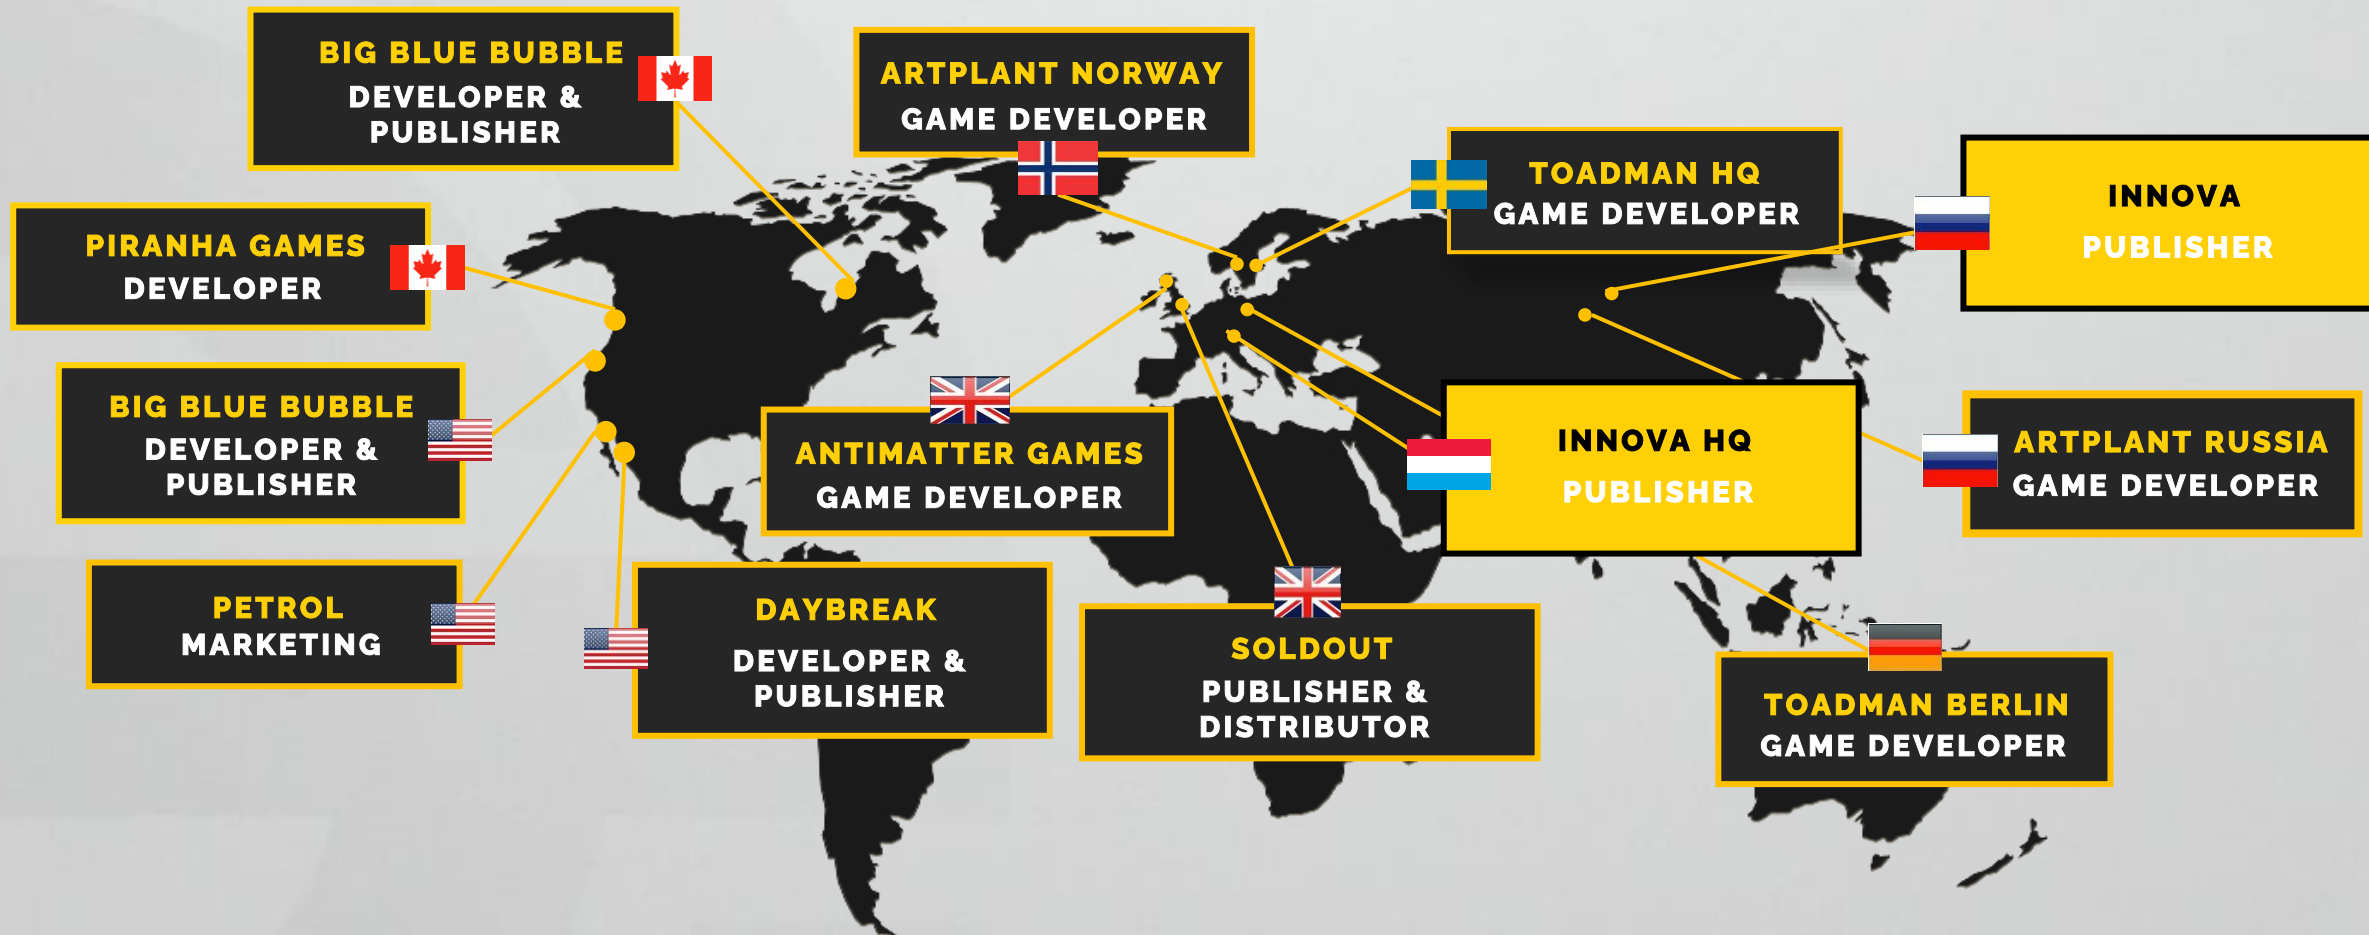 BIG BLUE BUBBLE
DEVELOPER &
PUBLISHER
ARTPLANT NORWAY
GAME DEVELOPER
TOADMAN HQ
GAME DEVELOPER
INNOVA
PUBLISHER
PIRANHA GAMES
DEVELOPER
BIG BLUE BUBBLE
DEVELOPER &
PUBLISHER
ANTIMATTER GAMES
GAME DEVELOPER
INNOVA HQ
PUBLISHER
ARTPLANT RUSSIA
GAME DEVELOPER
PETROL
MARKETING
DAYBREAK
DEVELOPER &
PUBLISHER
SOLDOUT
PUBLISHER &
DISTRIBUTOR
TOADMAN BERLIN
GAME DEVELOPER